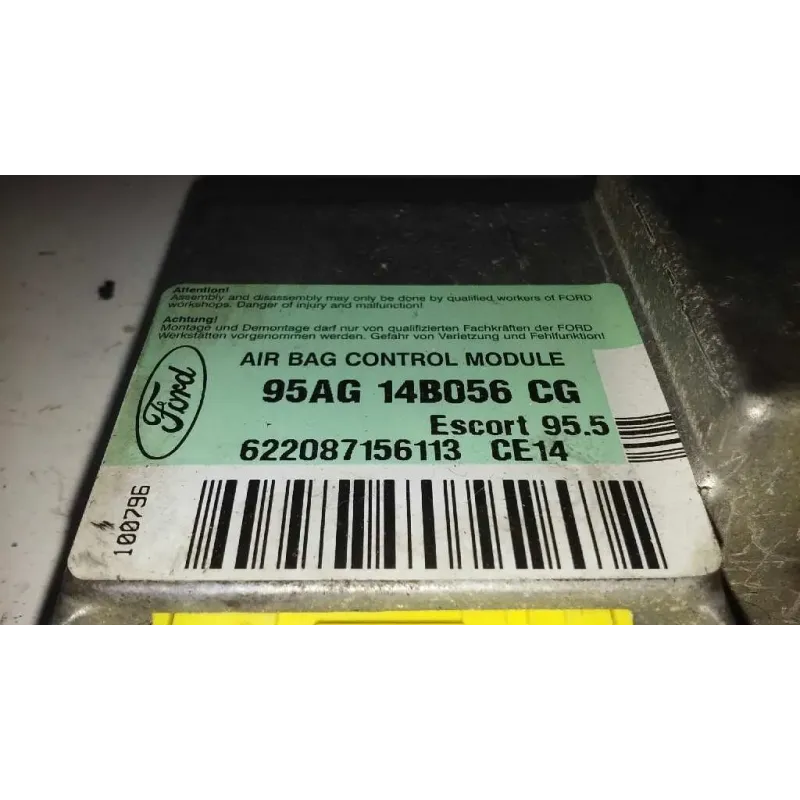 Attention!
Assembly and disassembly may only be done by qualified workers of FORD
workshops. Danger of injury and malfunction!
Achtung!
Montage und Demontage darf nur von qualifizierten Fachkräften der FORD
Werkstätten vorgenommen werden. Gefahr von Verletzung und Fehlfunktion!
AIR BAG CONTROL MODULE
Ford
95AG 14B056 CG
Escort 95.5
622087156113 CE14
100796